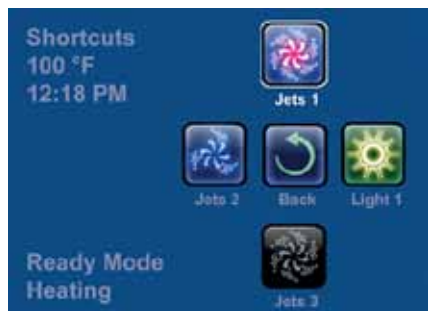 Shortcuts
100 °F
12:18 PM
Jets 1
Jets 2
Back
Light 1
Ready Mode
Heating
Jets 3